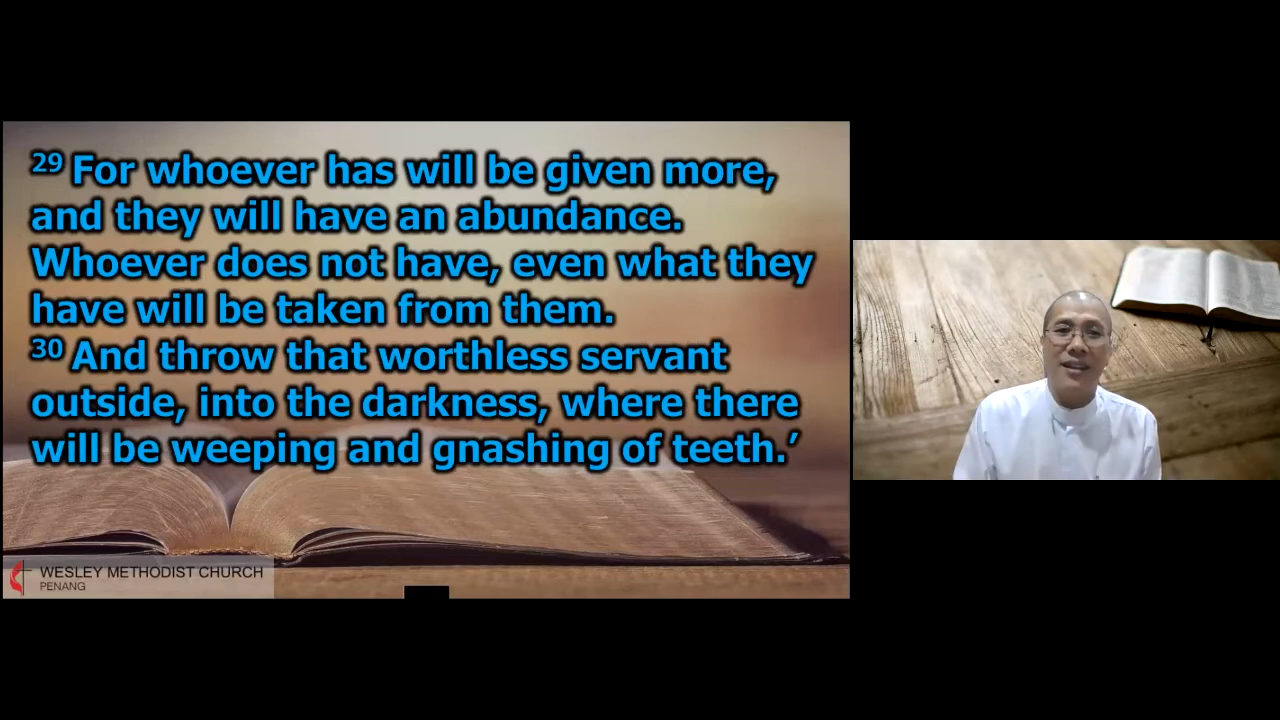 29 For whoever has will be given more,
and they will have an abundance.
Whoever does not have, even what they
have will be taken from them.
30 And throw that worthless servant
outside, into the darkness, where there
will be weeping and gnashing of teeth.’
WESLEY METHODIST CHURCH
PENANG